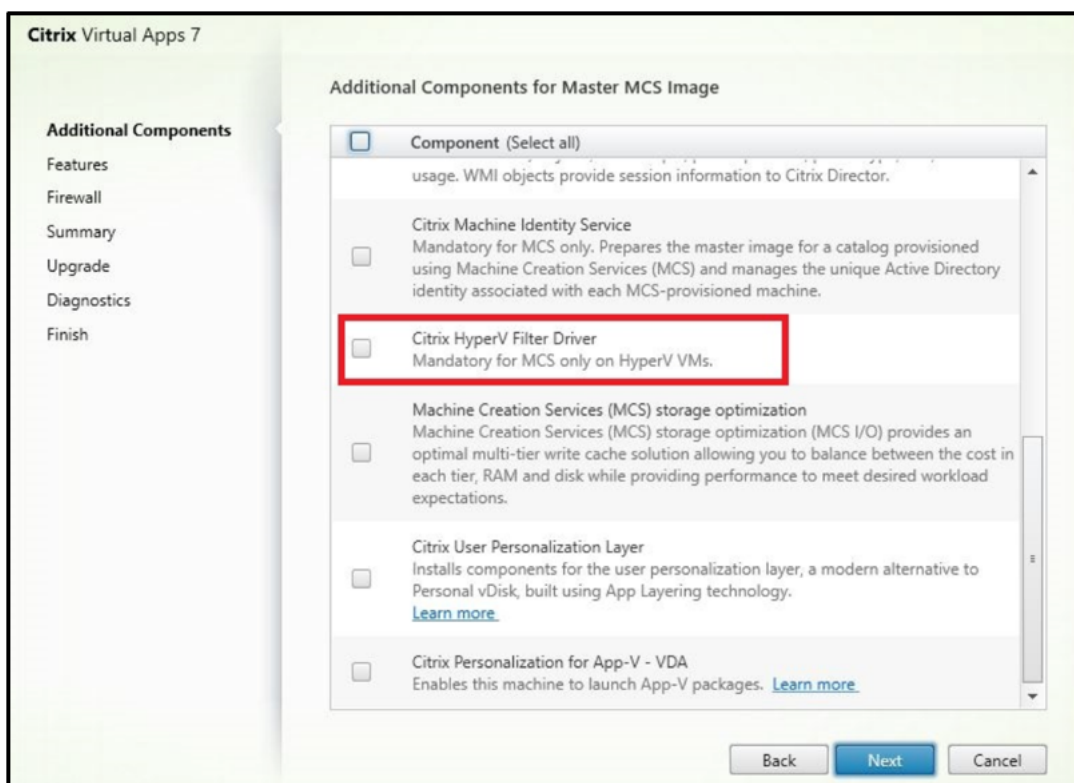 Citrix Virtual Apps 7
Additional Components
Features
Firewall
Summary
Upgrade
Diagnostics
Finish
Additional Components for Master MCS Image
Component (Select all)
usage. WMI objects provide session information to Citrix Director.
Citrix Machine Identity Service
Mandatory for MCS only. Prepares the master image for a catalog provisioned
using Machine Creation Services (MCS) and manages the unique Active Directory
identity associated with each MCS-provisioned machine.
Citrix HyperV Filter Driver
Mandatory for MCS only on HyperV VMs.
Machine Creation Services (MCS) storage optimization
Machine Creation Services (MCS) storage optimization (MCS I/O) provides an
optimal multi-tier write cache solution allowing you to balance between the cost in
each tier, RAM and disk while providing performance to meet desired workload
expectations.
Citrix User Personalization Layer
Installs components for the user personalization layer, a modern alternative to
Personal vDisk, built using App Layering technology.
Learn more
Citrix Personalization for App-V - VDA
Enables this machine to launch App-V packages. Learn more
Back
Next
Cancel